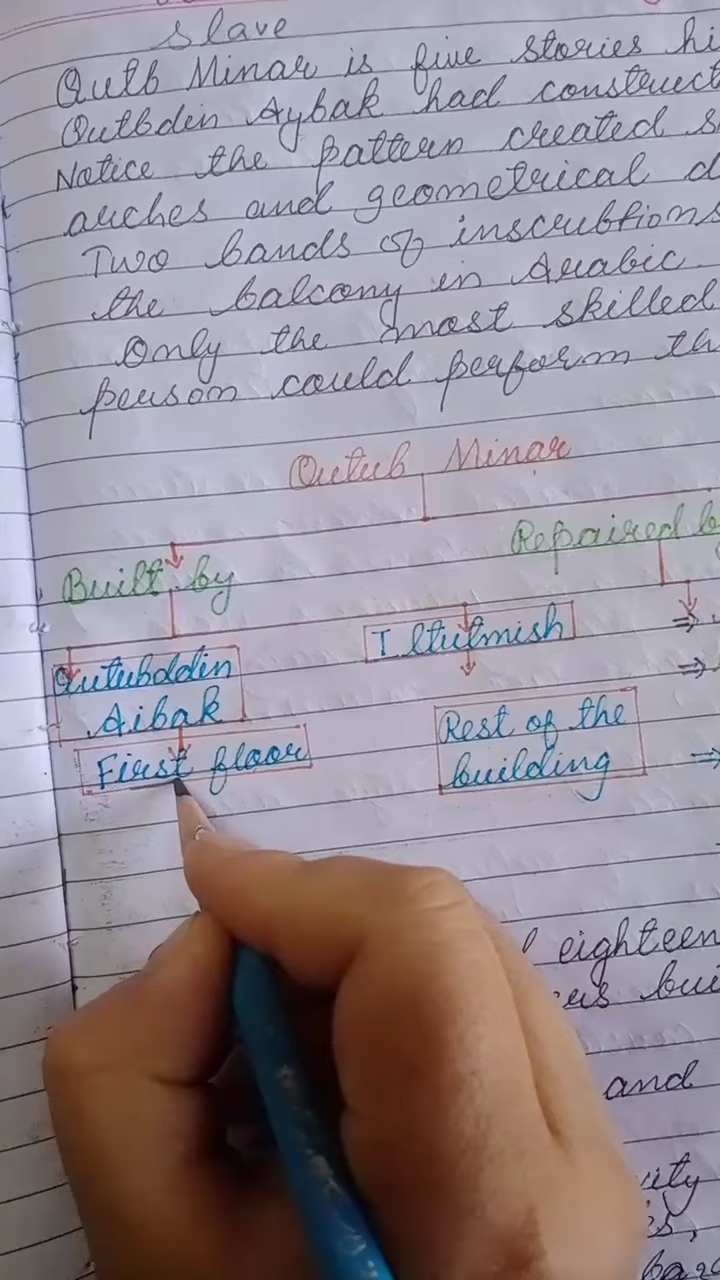 slave
Qutb Minar is five stories hi
Qutbdin Aybak had construct
Notice the pattern created s
arches and geometrical d
Two bands of inscrubtions
the balcony in Arabic
Only the most skilled
person could perform th
Qutub Minar
Built by
Repaired b
Qutubddin
Aibak
First floor
Iltutmish
Rest of the
building
eighteen
bui
and